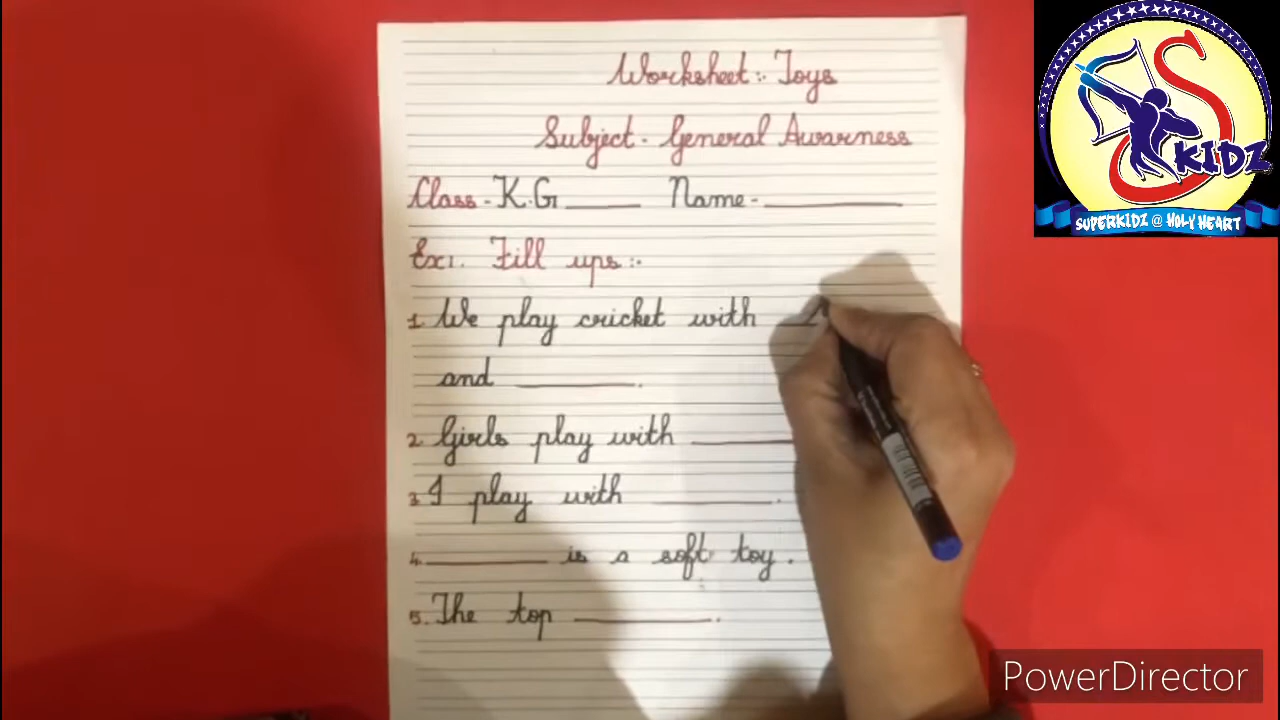 Worksheet:- Toys
Subject - General Awarness
Class - K.G ____ Name - ________
Ex1. Fill ups :-
1. We play cricket with ____
and ________.
2. Girls play with ________
3. I play with ________.
4. ________ is a soft toy.
5. The top ________.
S KIDZ
SUPERKIDZ @ HOLY HEART
PowerDirector